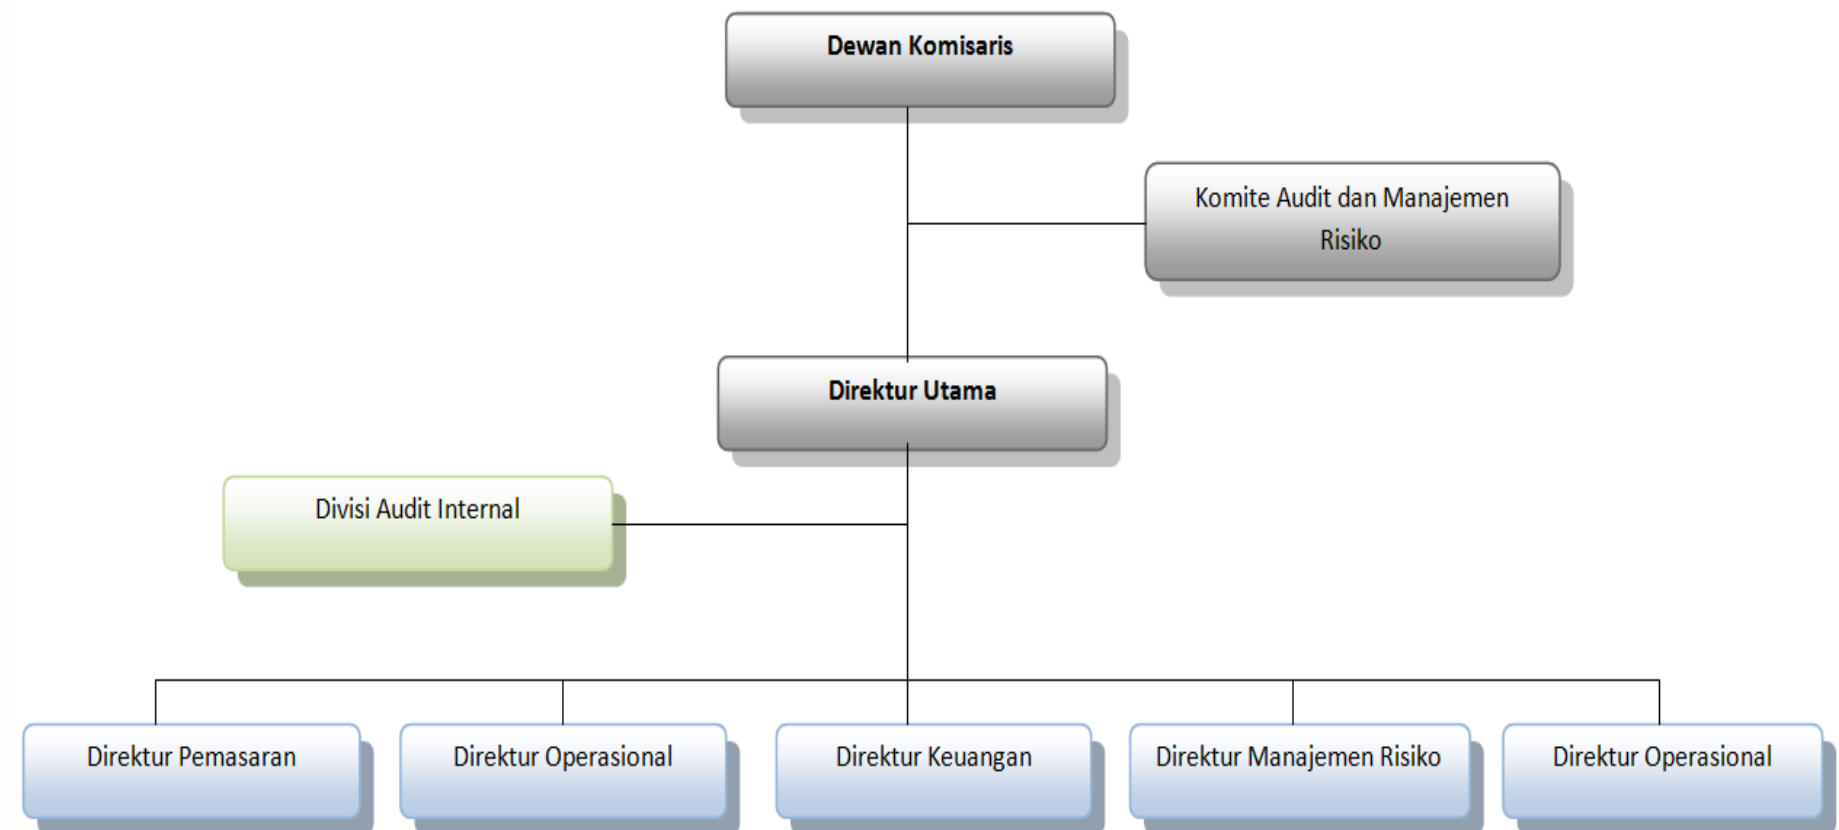 Dewan Komisaris
Komite Audit dan Manajemen
Risiko
Direktur Utama
Divisi Audit Internal
Direktur Pemasaran
Direktur Operasional
Direktur Keuangan
Direktur Manajemen Risiko
Direktur Operasional